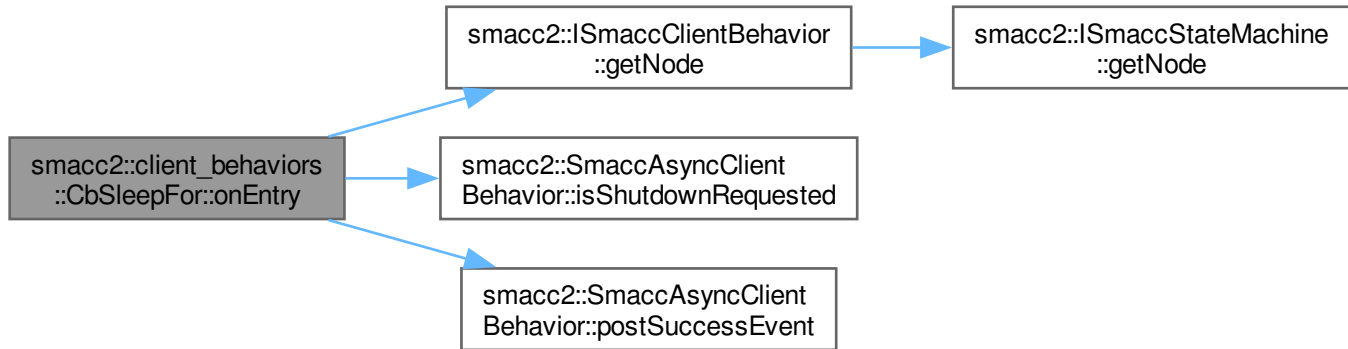 smacc2::ISmaccClientBehavior
::getNode
smacc2::ISmaccStateMachine
::getNode
smacc2::client_behaviors
::CbSleepFor::onEntry
smacc2::SmaccAsyncClient
Behavior::isShutdownRequested
smacc2::SmaccAsyncClient
Behavior::postSuccessEvent